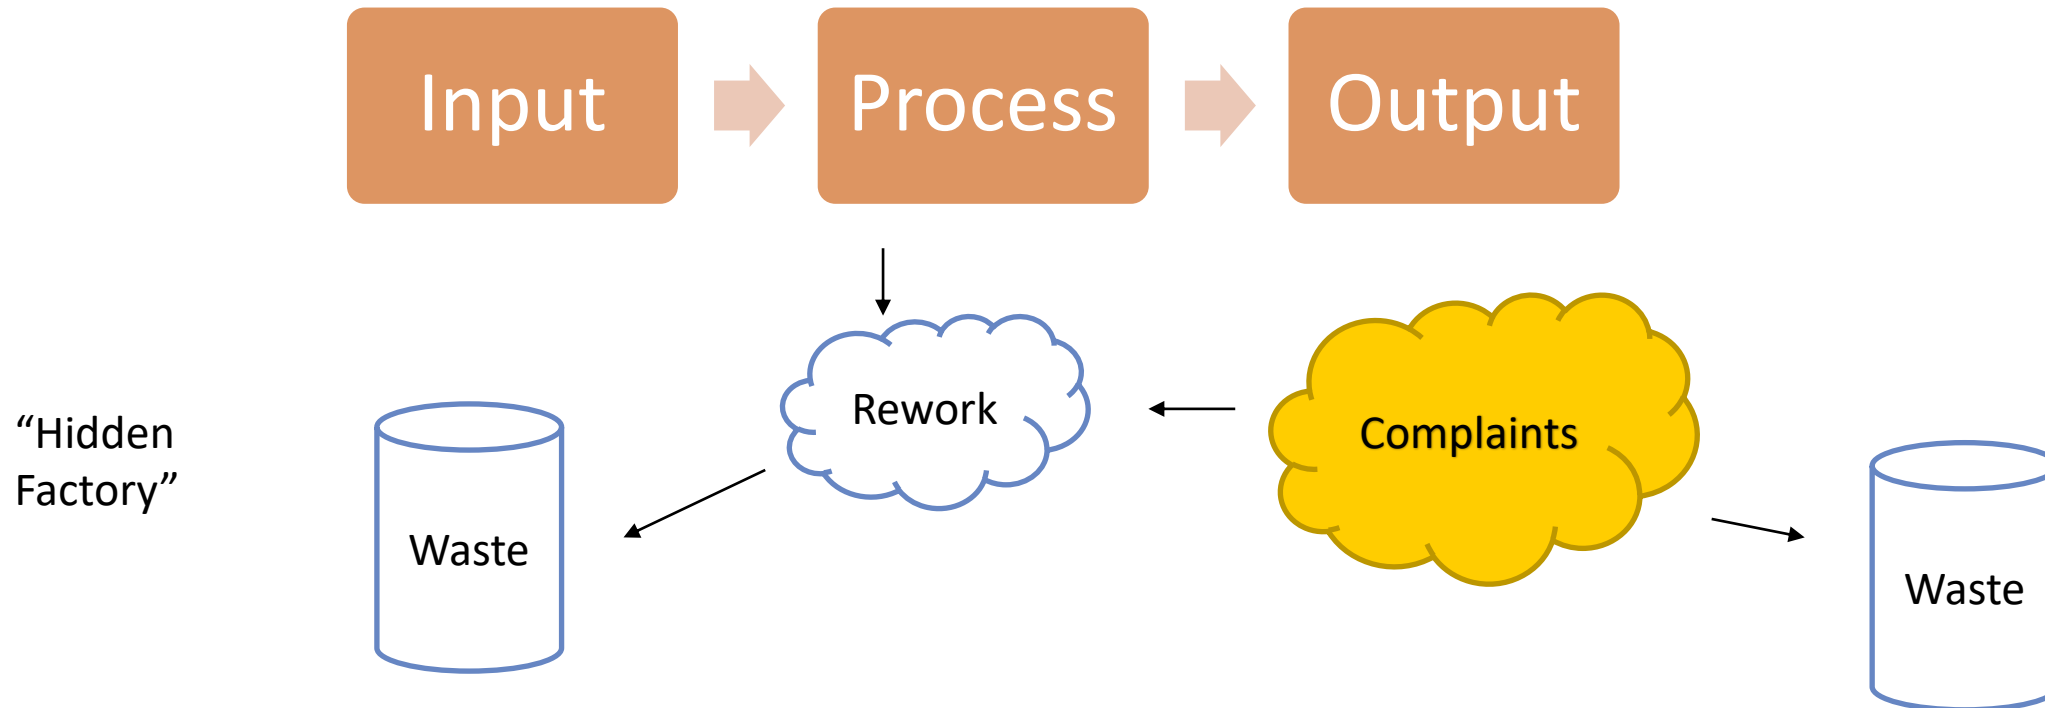 Input
Process
Output
Rework
Complaints
“Hidden
Factory”
Waste
Waste